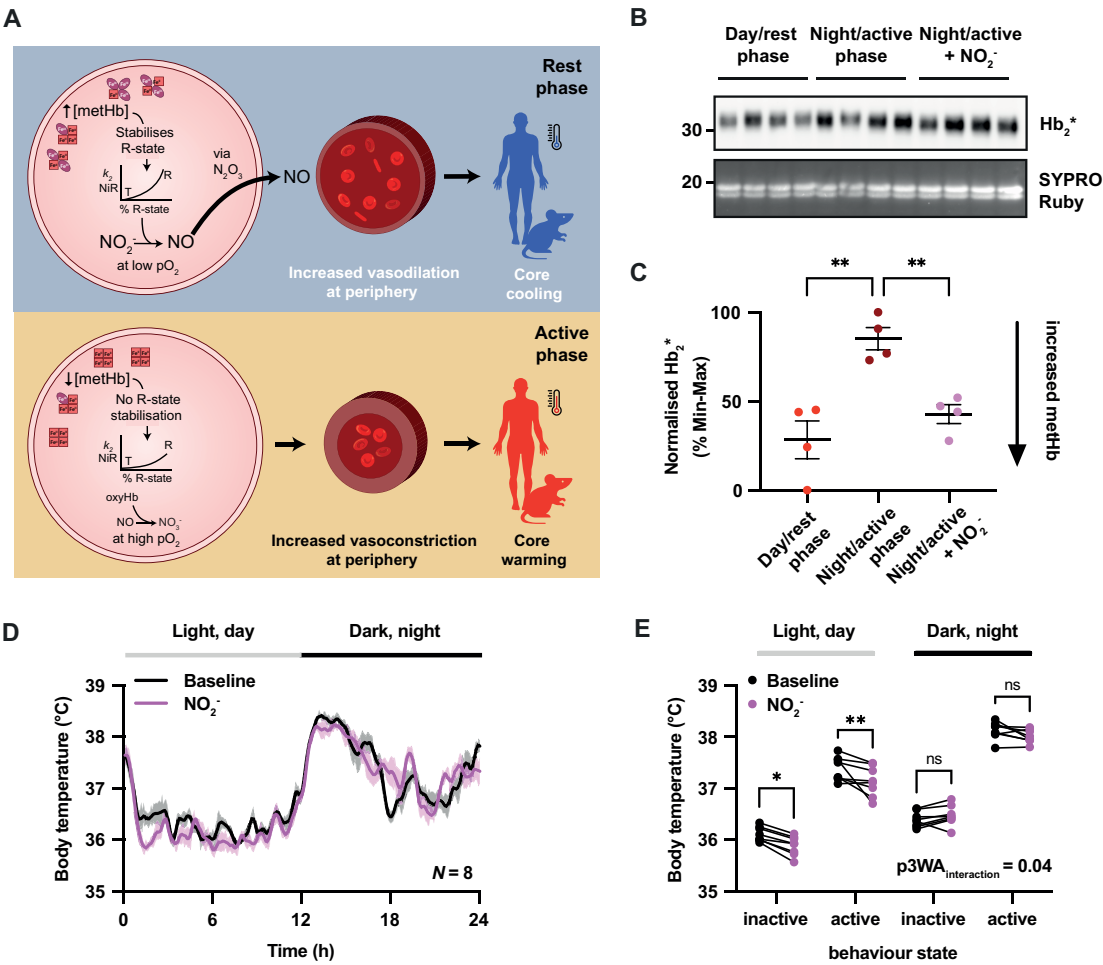 A
Rest
phase
↑[metHb]
Stabilises
R-state
k₂
NiR
T
R
% R-state
NO₂⁻
NO
at low pO₂
via
N₂O₃
NO
Increased vasodilation
at periphery
Core
cooling
Active
phase
↓[metHb]
No R-state
stabilisation
k₂
NiR
T
R
% R-state
oxyHb
NO
NO₃⁻
at high pO₂
Increased vasoconstriction
at periphery
Core
warming
B
Day/rest
phase
Night/active
phase
Night/active
+ NO₂⁻
30
Hb₂*
20
SYPRO
Ruby
C
**
**
Normalised Hb₂*
(% Min-Max)
100
50
0
Day/rest
phase
Night/active
phase
Night/active
+ NO₂⁻
increased metHb
D
Light, day
Dark, night
Baseline
NO₂⁻
Body temperature (°C)
39
38
37
36
35
N = 8
0
6
12
18
24
Time (h)
E
Light, day
Dark, night
Baseline
NO₂⁻
*
**
ns
ns
Body temperature (°C)
39
38
37
36
35
p3WAinteraction = 0.04
inactive
active
inactive
active
behaviour state